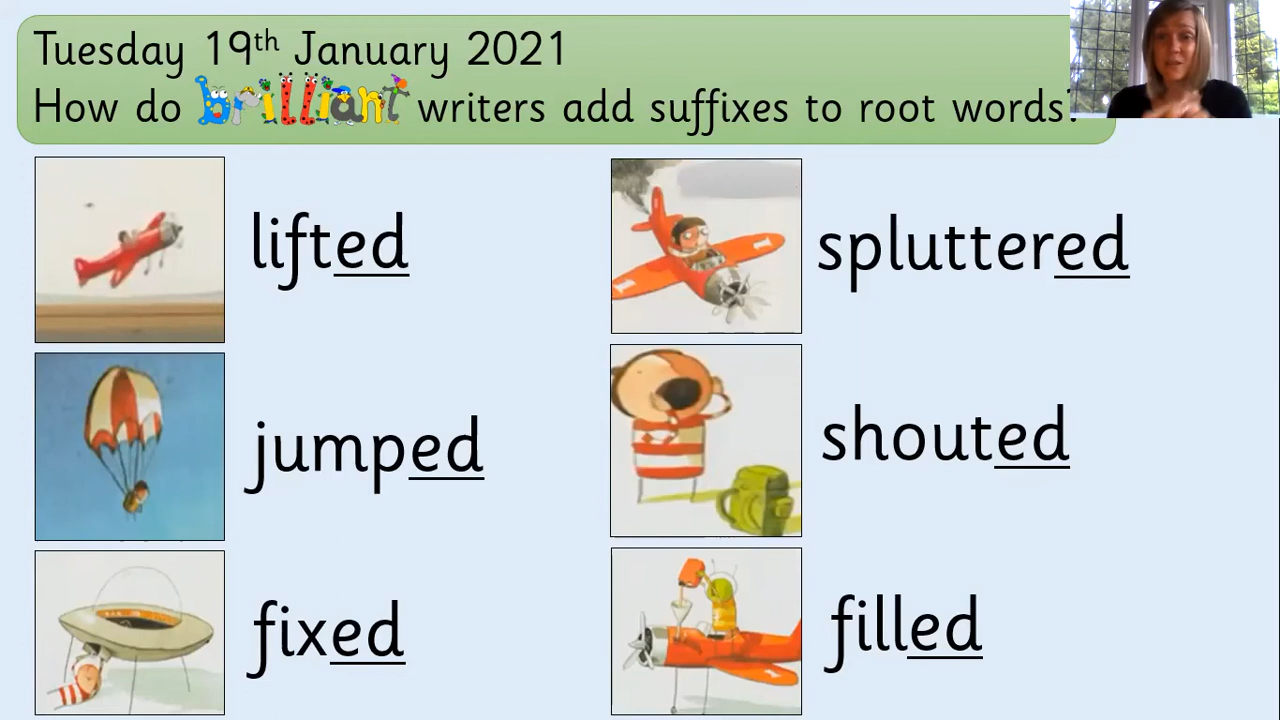 Tuesday 19th January 2021
How do brilliant writers add suffixes to root words?
lifted
spluttered
jumped
shouted
fixed
filled